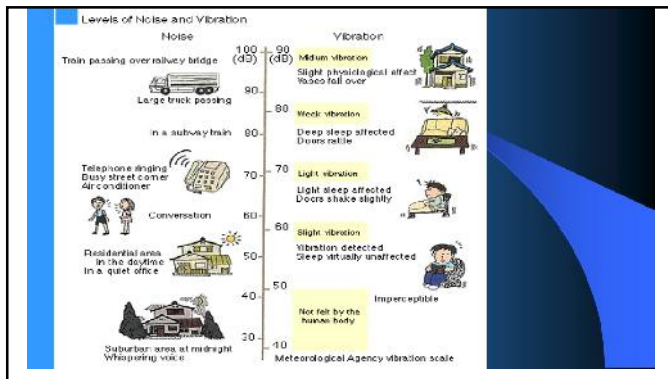 Levels of Noise and Vibration
Noise
Vibration
100
(dB)
90
(dB)
Train passing over railway bridge
Midium vibration
Slight physiological effect
Vases fall over
90
Large truck passing
80
Weak vibration
In a subway train
80
Deep sleep affected
Doors rattle
Telephone ringing
Busy street corner
Air conditioner
70
70
Light vibration
Light sleep affected
Doors shake slightly
Conversation
60
60
Slight vibration
Residential area
in the daytime
In a quiet office
50
Vibration detected
Sleep virtually unaffected
50
40
Imperceptible
Not felt by the
human body
30
Suburban area at midnight
Whispering voice
Meteorological Agency vibration scale